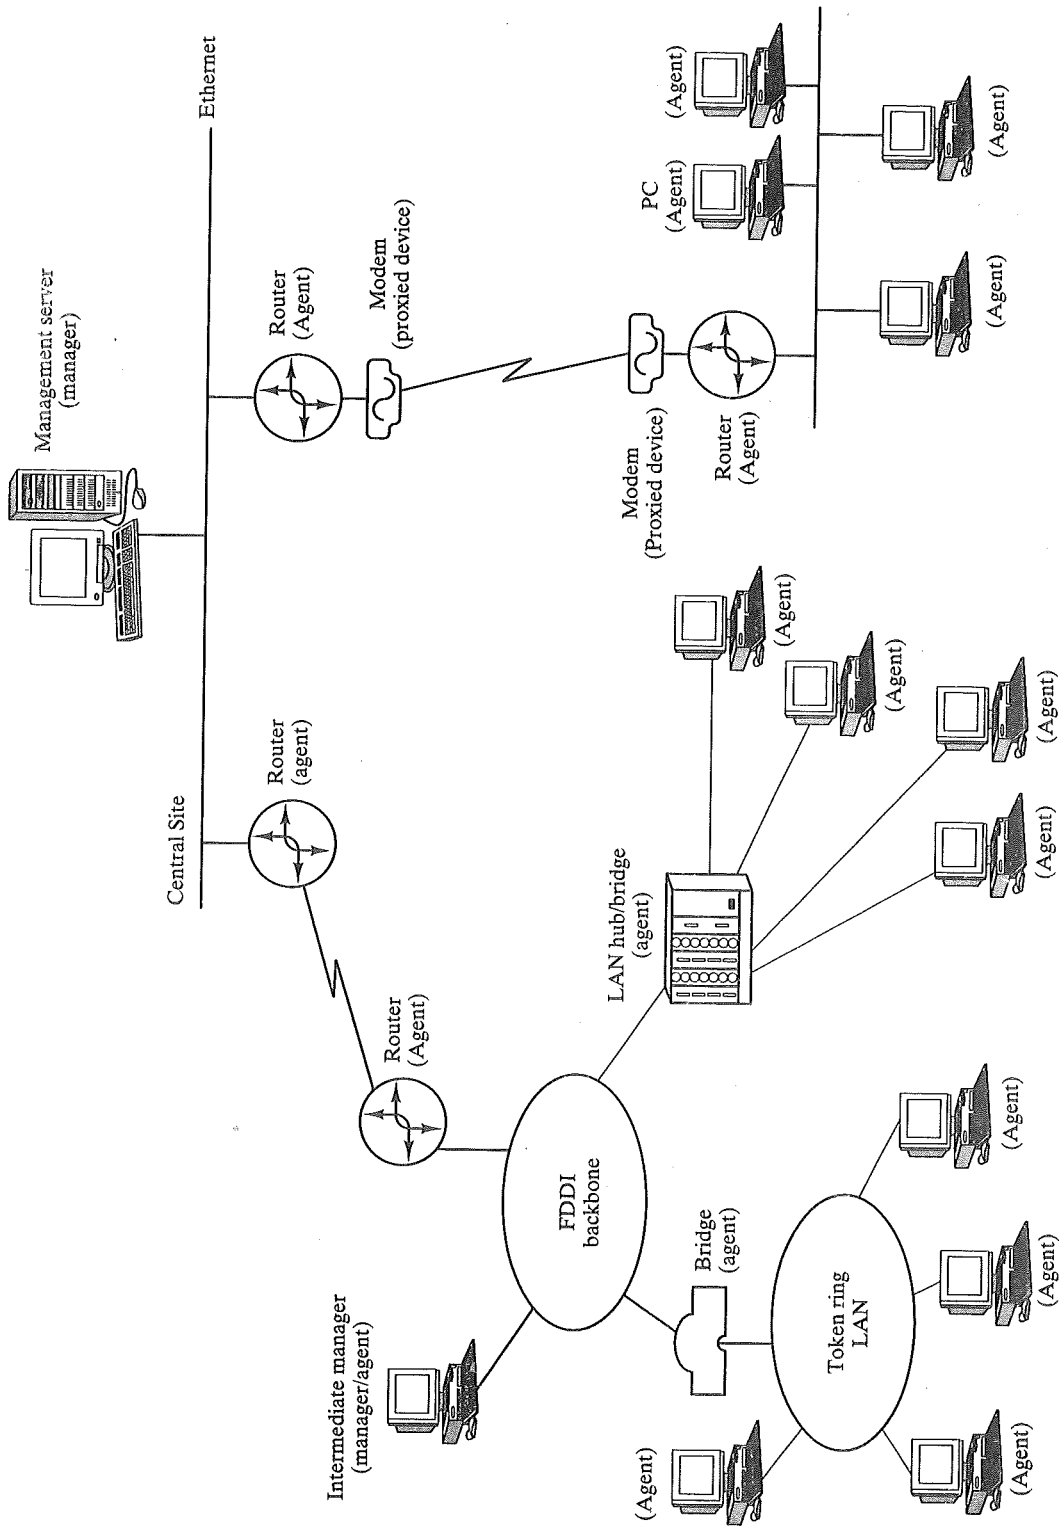 Management server
(manager)
Central Site
Ethernet
Router
(agent)
Router
(Agent)
Modem
(proxied device)
Router
(Agent)
Intermediate manager
(manager/agent)
FDDI
backbone
LAN hub/bridge
(agent)
Modem
(Proxied device)
Router
(Agent)
PC
(Agent)
(Agent)
(Agent)
(Agent)
Bridge
(agent)
(Agent)
(Agent)
(Agent)
(Agent)
Token ring
LAN
(Agent)
(Agent)
(Agent)
(Agent)